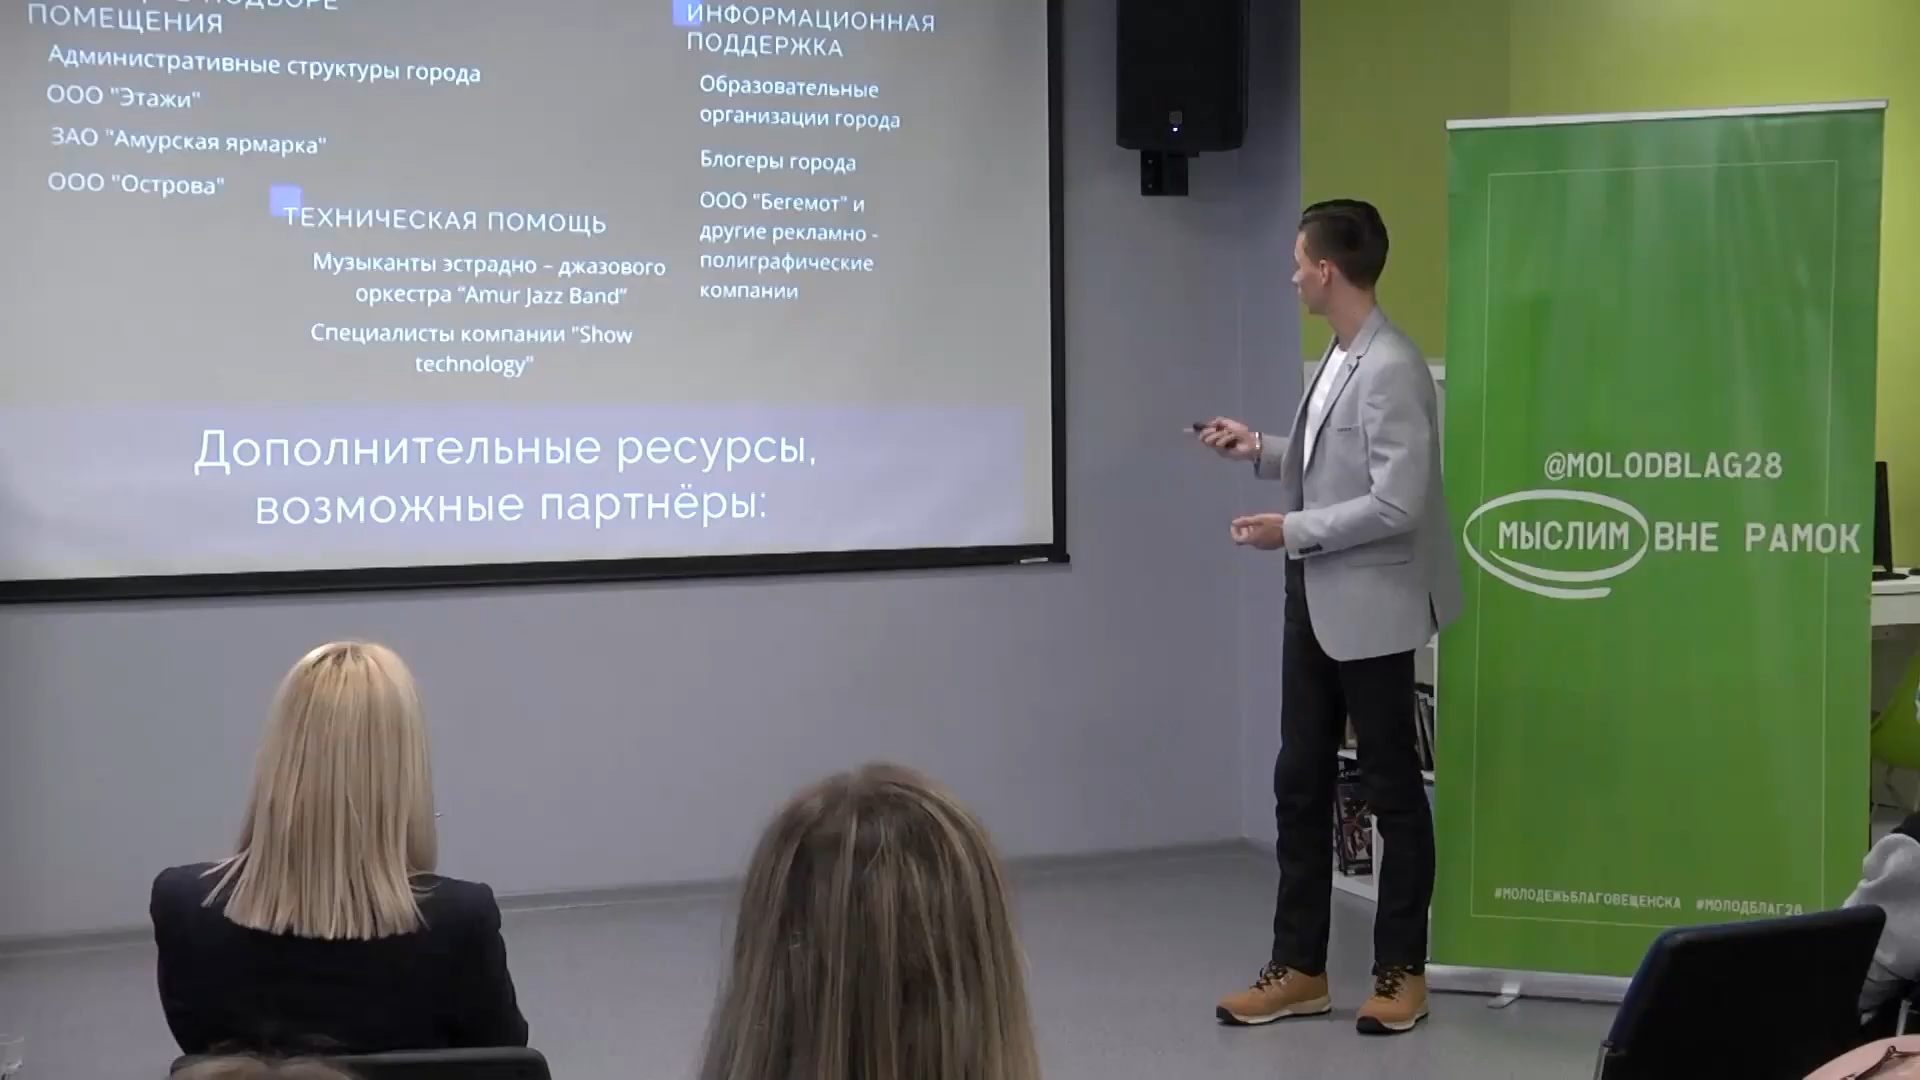 ПОМЕЩЕНИЯ
Административные структуры города
ООО "Этажи"
ЗАО "Амурская ярмарка"
ООО "Острова"
ТЕХНИЧЕСКАЯ ПОМОЩЬ
Музыканты эстрадно – джазового
оркестра “Amur Jazz Band”
Специалисты компании "Show
technology"
ИНФОРМАЦИОННАЯ
ПОДДЕРЖКА
Образовательные
организации города
Блогеры города
ООО "Бегемот" и
другие рекламно -
полиграфические
компании
Дополнительные ресурсы,
возможные партнёры:
@MOLODBLAG28
МЫСЛИМ ВНЕ РАМОК
#МОЛОДЕЖЬБЛАГОВЕЩЕНСКА #МОЛОДБЛАГ28